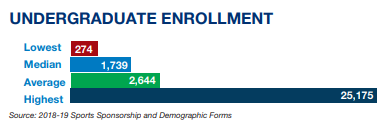 UNDERGRADUATE ENROLLMENT
Lowest 274
Median 1,739
Average 2,644
Highest 25,175
Source: 2018-19 Sports Sponsorship and Demographic Forms